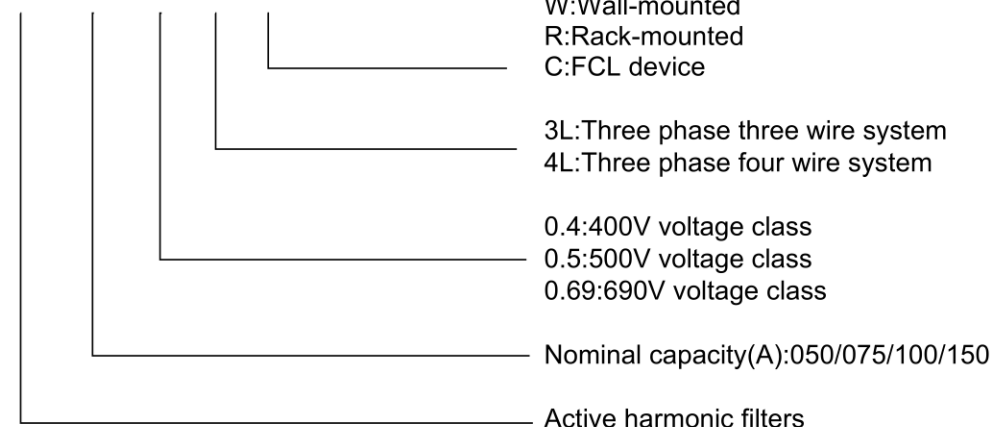 W:Wall-mounted
R:Rack-mounted
C:FCL device
3L:Three phase three wire system
4L:Three phase four wire system
0.4:400V voltage class
0.5:500V voltage class
0.69:690V voltage class
Nominal capacity(A):050/075/100/150
Active harmonic filters